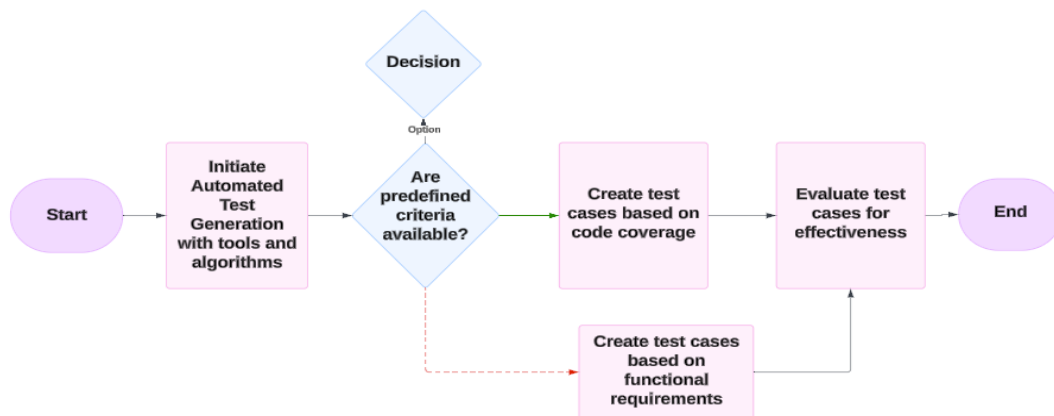 Decision
Option
Start
Initiate
Automated
Test
Generation
with tools and
algorithms
Are
predefined
criteria
available?
Create test
cases based on
code coverage
Evaluate test
cases for
effectiveness
End
Create test cases
based on
functional
requirements